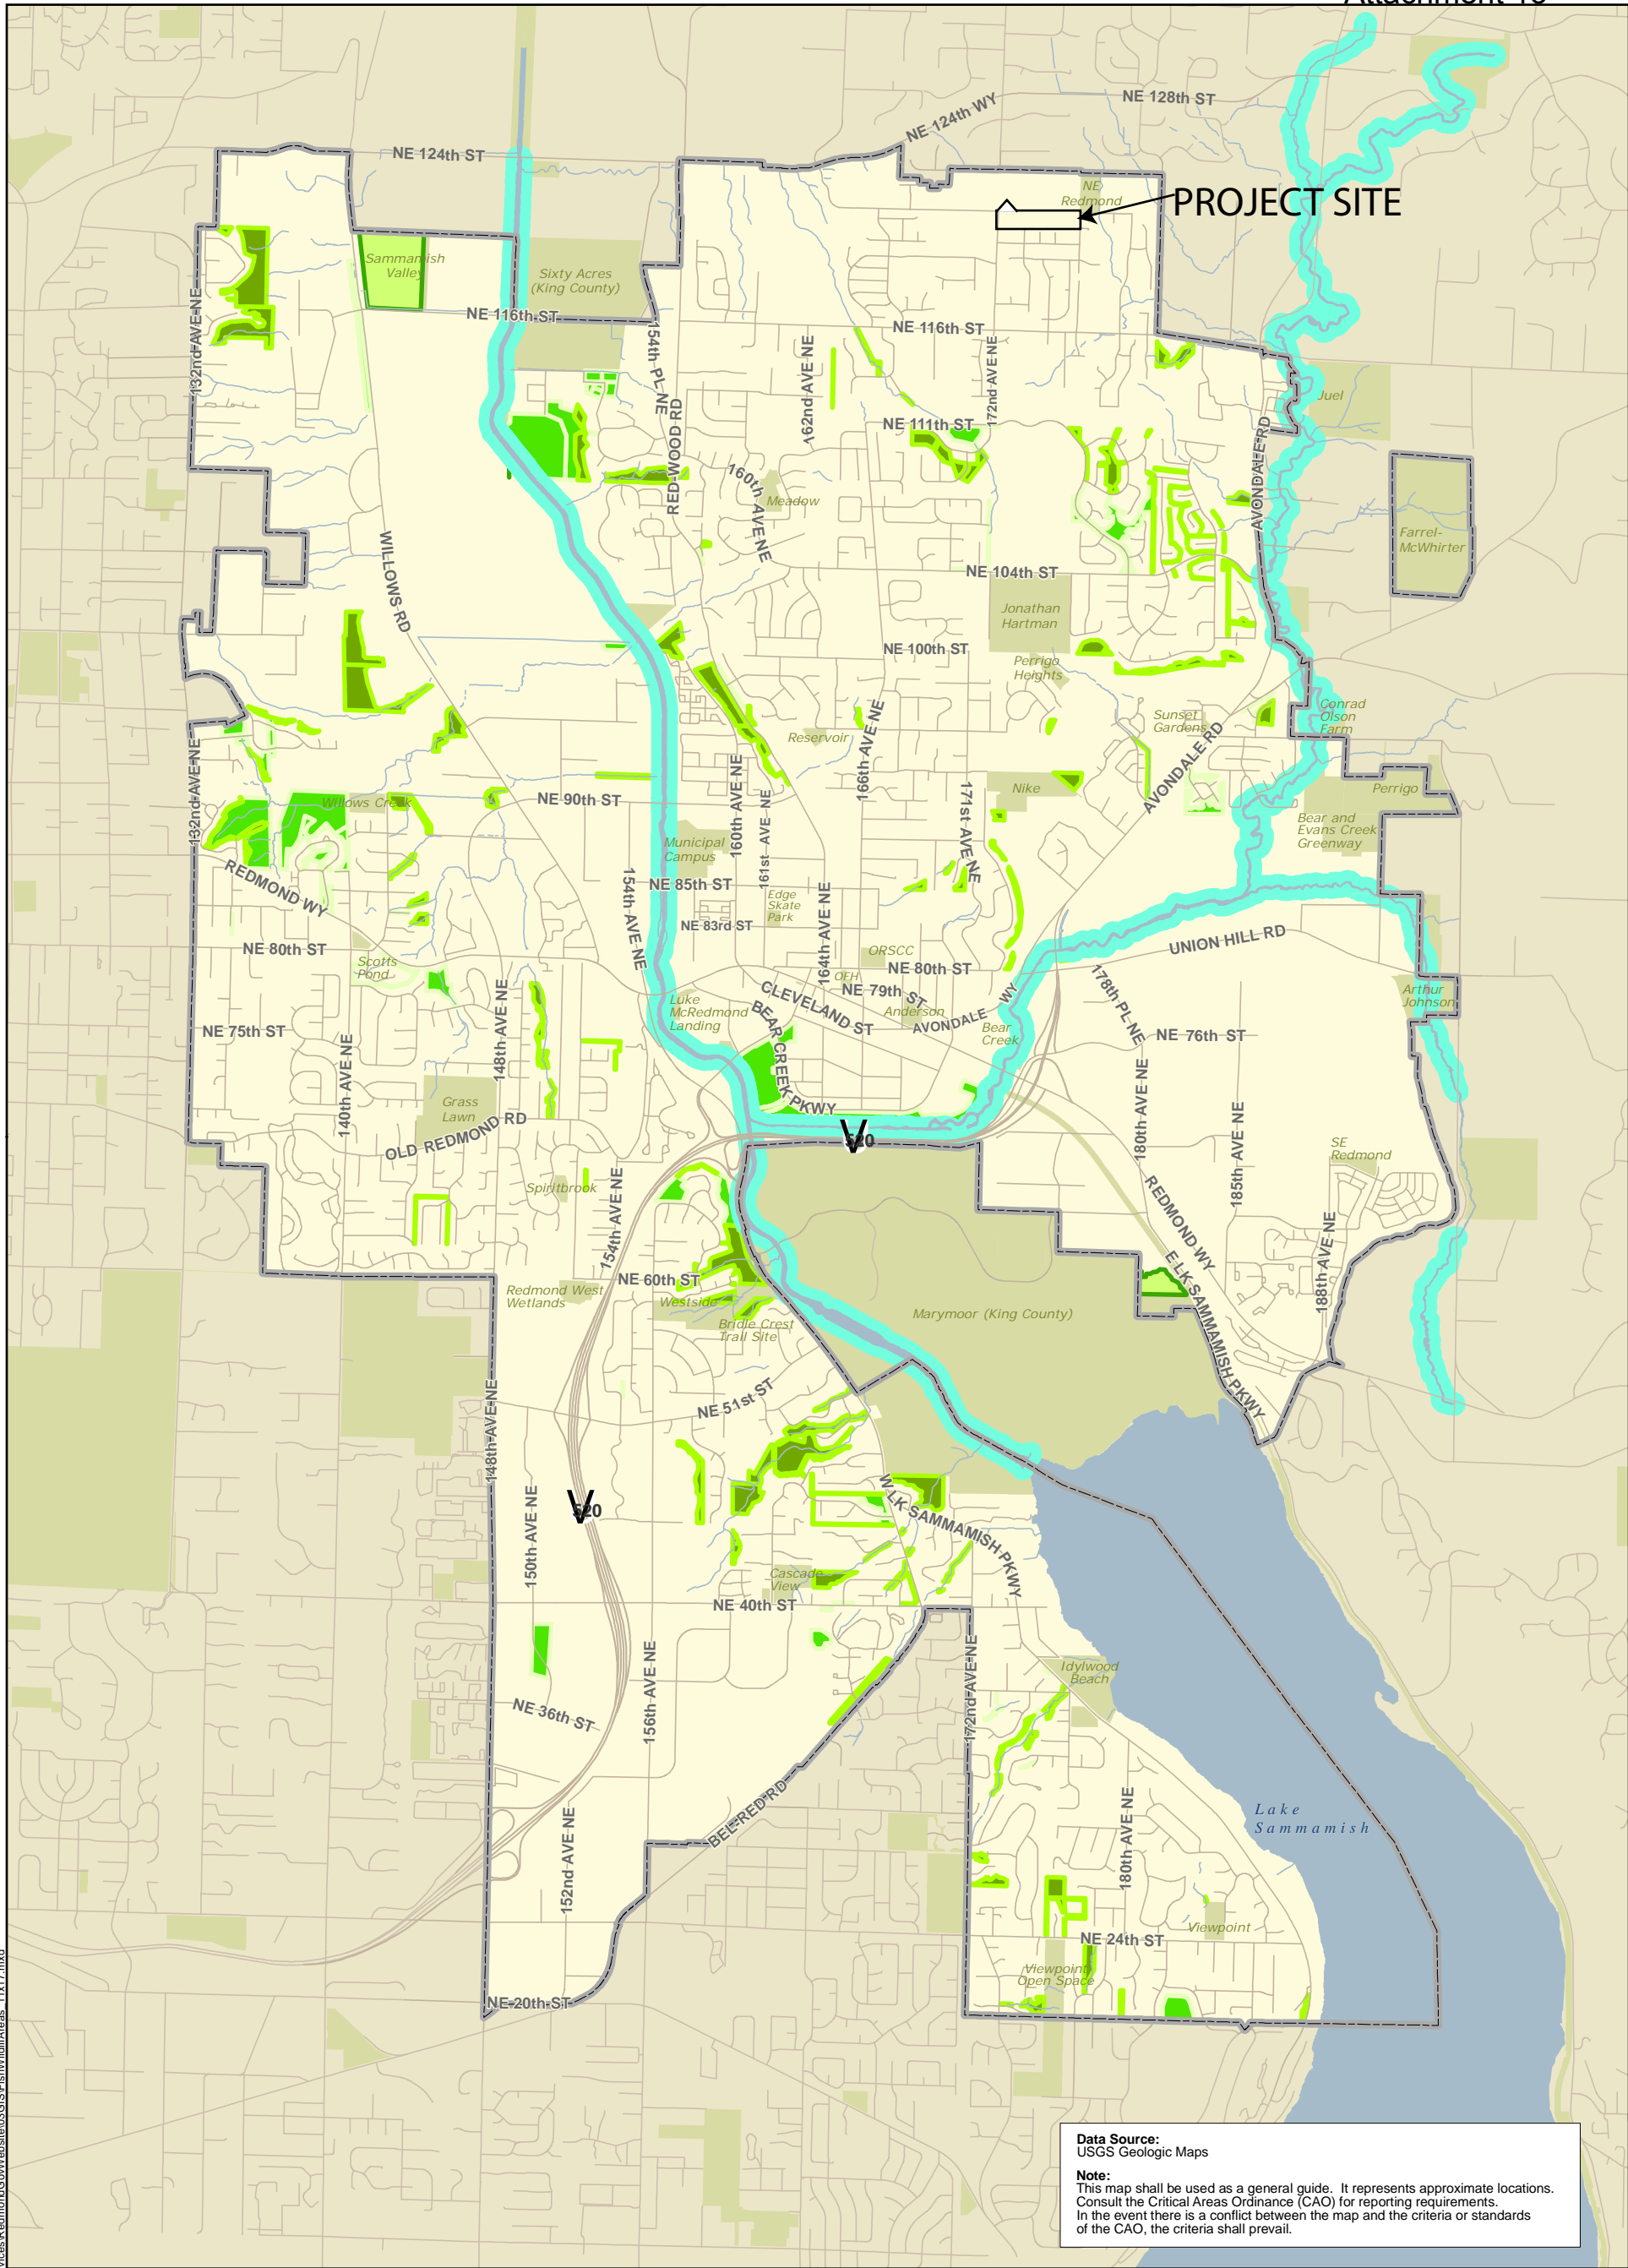 NE 128th ST
NE 124th WY
NE 124th ST
NE
Redmond
PROJECT SITE
Sammamish
Valley
Sixty Acres
(King County)
132nd AVE NE
NE 116th ST
154th PL NE
NE 116th ST
162nd AVE NE
172nd AVE NE
Juel
RED-WOOD RD
NE 111th ST
AVONDALE RD
160th AVE NE
Meadow
Farrel-
McWhirter
WILLOWS RD
NE 104th ST
Jonathan
Hartman
NE 100th ST
Perrigo
Heights
Conrad
Olson
Farm
Sunset
Gardens
166th AVE NE
Reservoir
AVONDALE RD
132nd AVE NE
160th AVE NE
161st AVE NE
171st AVE NE
Nike
Perrigo
Willows Creek
NE 90th ST
Bear and
Evans Creek
Greenway
Municipal
Campus
REDMOND WY
NE 85th ST
154th AVE NE
Edge
Skate
Park
164th AVE NE
NE 83rd ST
UNION HILL RD
NE 80th ST
ORSCC
Scotts
Pond
NE 80th ST
OFH
178th PL NE
NE 79th ST
Arthur
Johnson
CLEVELAND ST
Luke
McRedmond
Landing
Anderson
AVONDALE WY
BEAR CREEK PKWY
Bear
Creek
NE 75th ST
NE 76th ST
140th AVE NE
148th AVE NE
180th AVE NE
Grass
Lawn
185th AVE NE
OLD REDMOND RD
V
520
SE
Redmond
Spiritbrook
154th AVE NE
REDMOND WY
188th AVE NE
E LK SAMMAMISH PKWY
NE 60th ST
Redmond West
Wetlands
Westside
Bridle Crest
Trail Site
Marymoor (King County)
148th AVE NE
NE 51st ST
W LK SAMMAMISH PKWY
150th AVE NE
V
520
Cascade
View
NE 40th ST
172nd AVE NE
156th AVE NE
Idylwood
Beach
NE 36th ST
BEL-RED RD
180th AVE NE
Lake
Sammamish
152nd AVE NE
Viewpoint
NE 24th ST
Viewpoint
Open Space
NE 20th ST
Data Source:
USGS Geologic Maps
Note:
This map shall be used as a general guide. It represents approximate locations.
Consult the Critical Areas Ordinance (CAO) for reporting requirements.
In the event there is a conflict between the map and the criteria or standards
of the CAO, the criteria shall prevail.